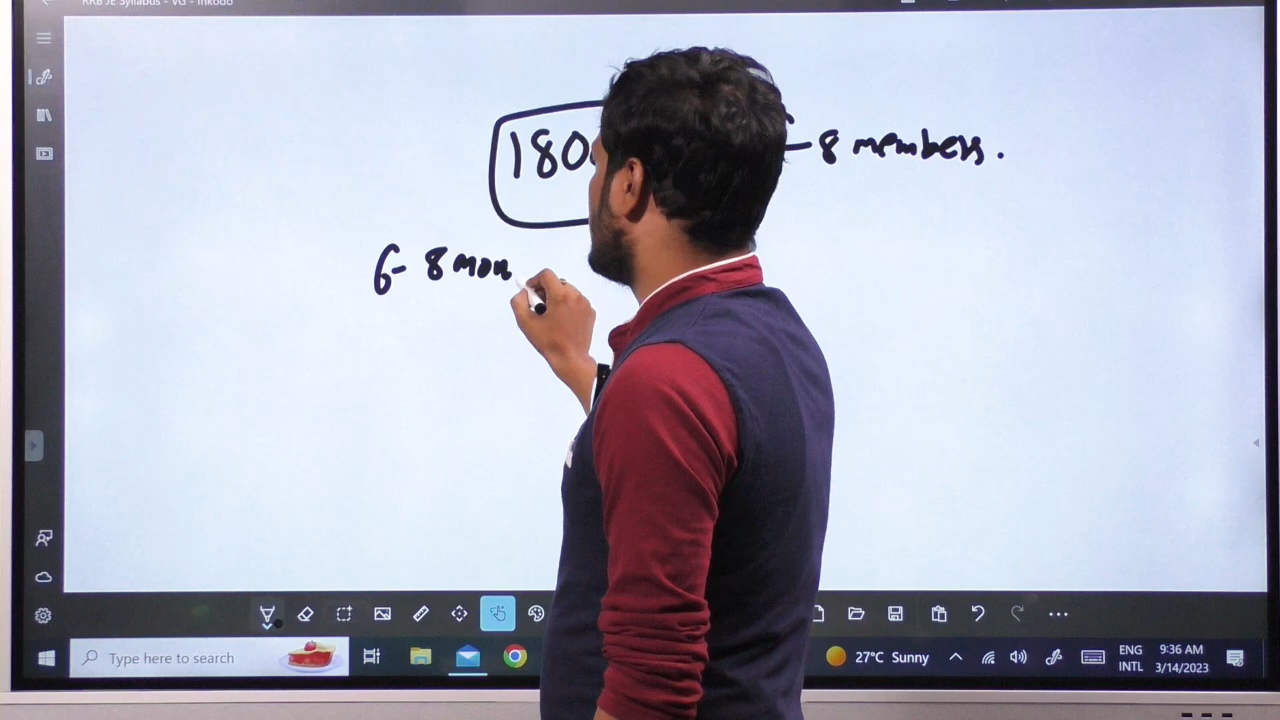 RRB JE Syllabus - VG - Inkodo
180
- 8 members.
6- 8 mon
Type here to search
27°C Sunny
ENG
INTL
9:36 AM
3/14/2023